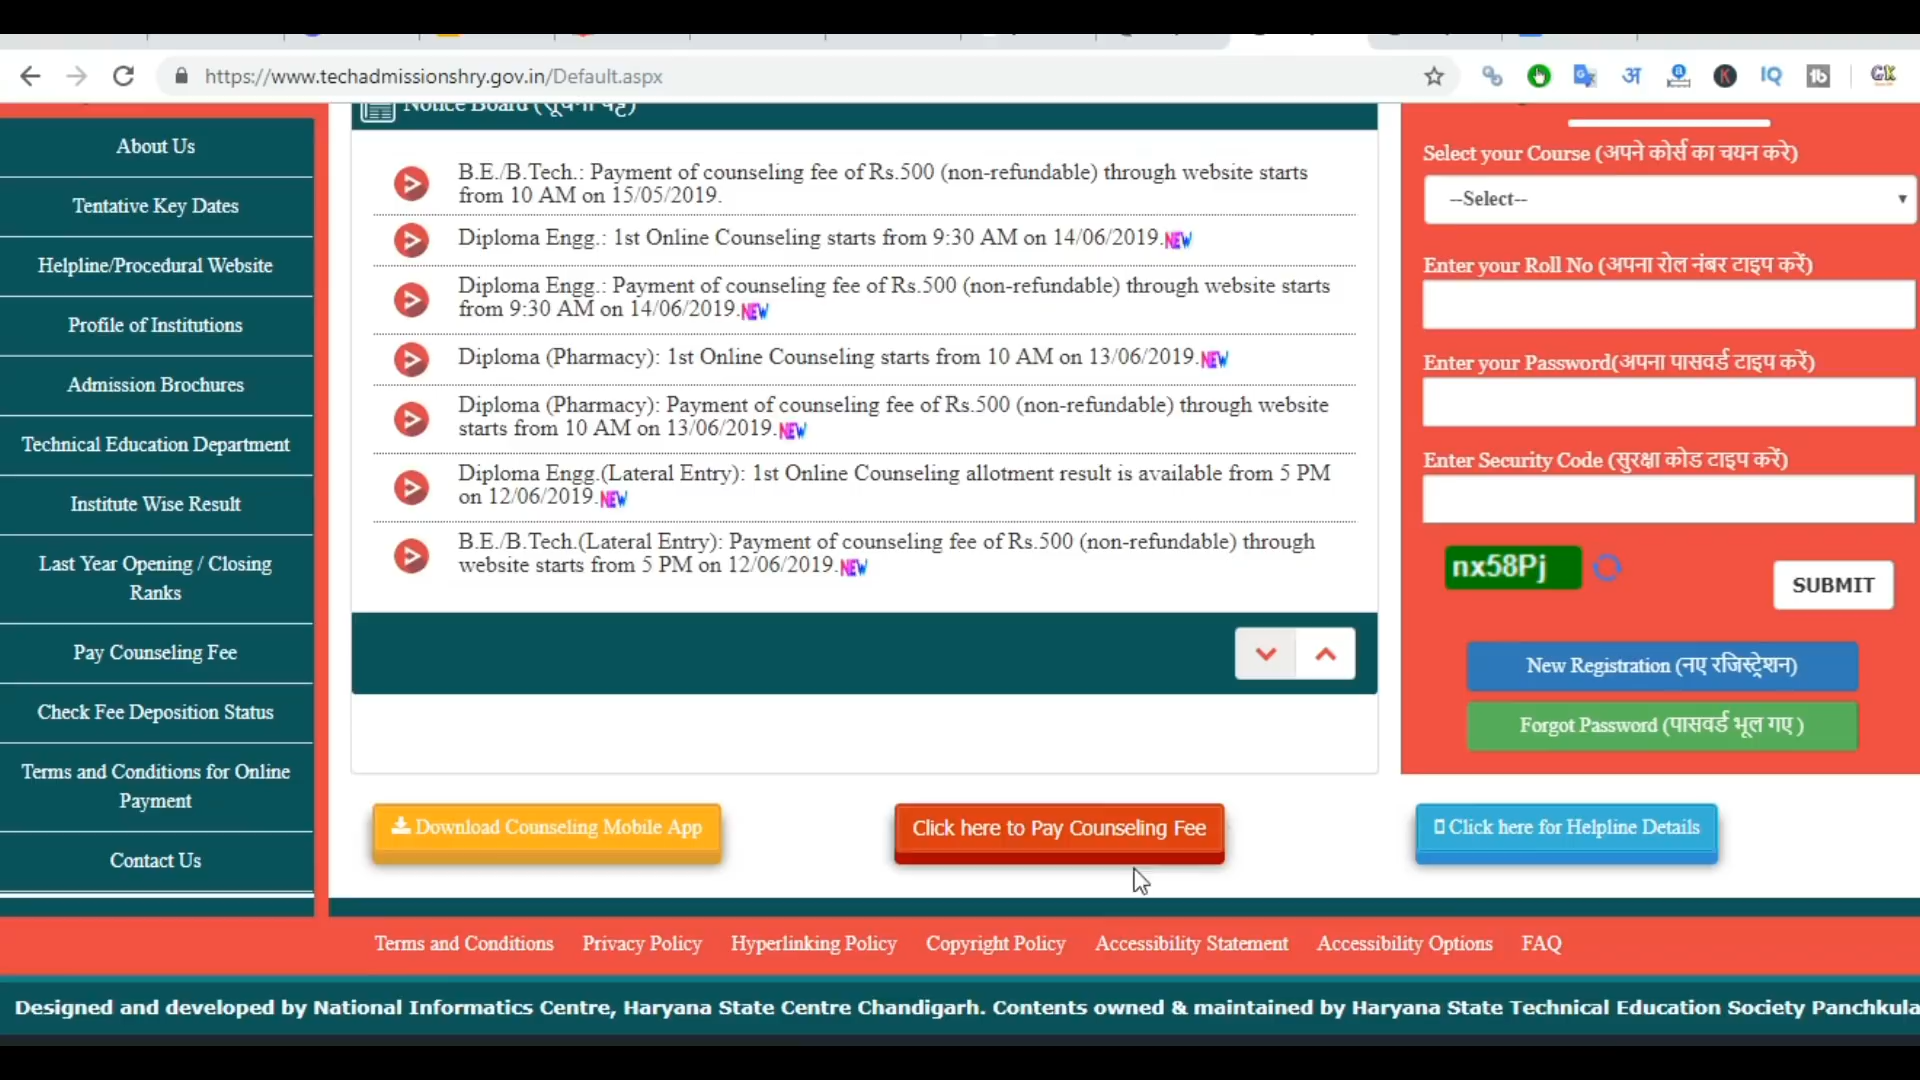 https://www.techadmissionshry.gov.in/Default.aspx
Notice Board (सूचना पट्ट)
About Us
Tentative Key Dates
Helpline/Procedural Website
Profile of Institutions
Admission Brochures
Technical Education Department
Institute Wise Result
Last Year Opening / Closing
Ranks
Pay Counseling Fee
Check Fee Deposition Status
Terms and Conditions for Online
Payment
Contact Us
B.E./B.Tech.: Payment of counseling fee of Rs.500 (non-refundable) through website starts
from 10 AM on 15/05/2019.
Diploma Engg.: 1st Online Counseling starts from 9:30 AM on 14/06/2019.NEW
Diploma Engg.: Payment of counseling fee of Rs.500 (non-refundable) through website starts
from 9:30 AM on 14/06/2019.NEW
Diploma (Pharmacy): 1st Online Counseling starts from 10 AM on 13/06/2019.NEW
Diploma (Pharmacy): Payment of counseling fee of Rs.500 (non-refundable) through website
starts from 10 AM on 13/06/2019.NEW
Diploma Engg.(Lateral Entry): 1st Online Counseling allotment result is available from 5 PM
on 12/06/2019.NEW
B.E./B.Tech.(Lateral Entry): Payment of counseling fee of Rs.500 (non-refundable) through
website starts from 5 PM on 12/06/2019.NEW
Select your Course (अपने कोर्स का चयन करे)
--Select--
Enter your Roll No (अपना रोल नंबर टाइप करें)
Enter your Password(अपना पासवर्ड टाइप करें)
Enter Security Code (सुरक्षा कोड टाइप करें)
nx58Pj
SUBMIT
New Registration (नए रजिस्ट्रेशन)
Forgot Password (पासवर्ड भूल गए )
Download Counseling Mobile App
Click here to Pay Counseling Fee
Click here for Helpline Details
Terms and Conditions Privacy Policy Hyperlinking Policy Copyright Policy Accessibility Statement Accessibility Options FAQ
Designed and developed by National Informatics Centre, Haryana State Centre Chandigarh. Contents owned & maintained by Haryana State Technical Education Society Panchkula